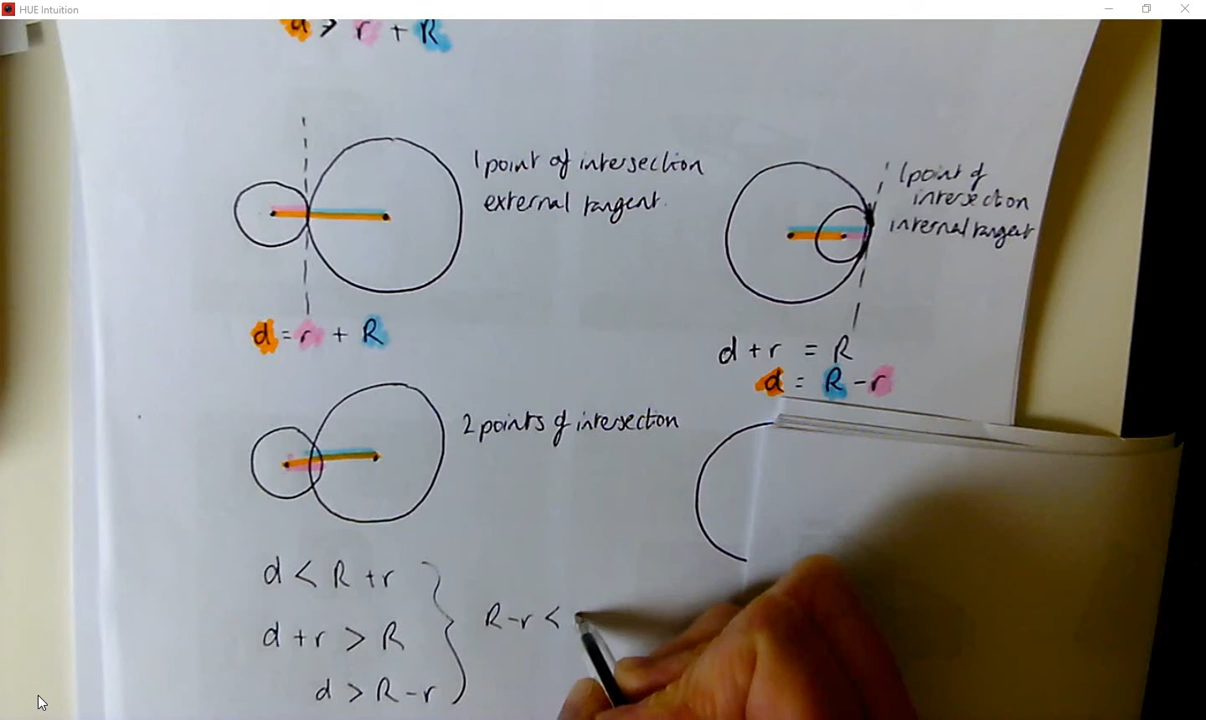 HUE Intuition
d > r + R
1 point of intersection
external tangent.
d = r + R
1 point of
intersection
internal tangent
d + r = R
d = R - r
2 points of intersection
d < R + r
d + r > R
d > R - r
R - r <